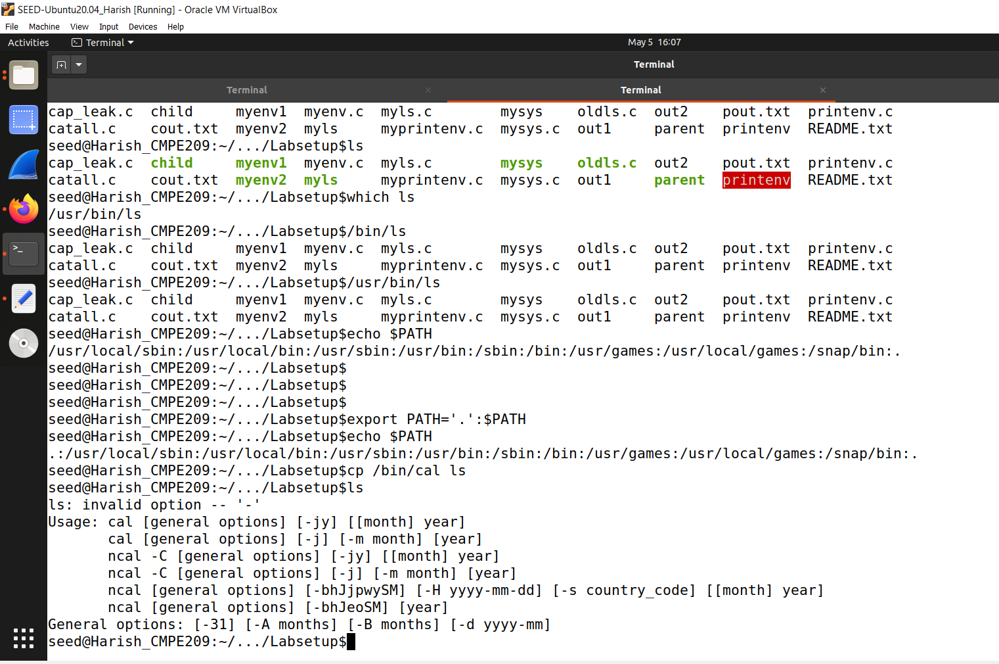 SEED-Ubuntu20.04_Harish [Running] - Oracle VM VirtualBox
File Machine View Input Devices Help
Activities Terminal May 5 16:07
Terminal
Terminal × Terminal ×
cap_leak.c child myenv1 myenv.c myls.c mysys oldls.c out2 pout.txt printenv.c
catall.c cout.txt myenv2 myls myprintenv.c mysys.c out1 parent printenv README.txt
seed@Harish_CMPE209:~/.../Labsetup$ls
cap_leak.c child myenv1 myenv.c myls.c mysys oldls.c out2 pout.txt printenv.c
catall.c cout.txt myenv2 myls myprintenv.c mysys.c out1 parent printenv README.txt
seed@Harish_CMPE209:~/.../Labsetup$which ls
/usr/bin/ls
seed@Harish_CMPE209:~/.../Labsetup$/bin/ls
cap_leak.c child myenv1 myenv.c myls.c mysys oldls.c out2 pout.txt printenv.c
catall.c cout.txt myenv2 myls myprintenv.c mysys.c out1 parent printenv README.txt
seed@Harish_CMPE209:~/.../Labsetup$/usr/bin/ls
cap_leak.c child myenv1 myenv.c myls.c mysys oldls.c out2 pout.txt printenv.c
catall.c cout.txt myenv2 myls myprintenv.c mysys.c out1 parent printenv README.txt
seed@Harish_CMPE209:~/.../Labsetup$echo $PATH
/usr/local/sbin:/usr/local/bin:/usr/sbin:/usr/bin:/sbin:/bin:/usr/games:/usr/local/games:/snap/bin:.
seed@Harish_CMPE209:~/.../Labsetup$
seed@Harish_CMPE209:~/.../Labsetup$
seed@Harish_CMPE209:~/.../Labsetup$
seed@Harish_CMPE209:~/.../Labsetup$export PATH='.':$PATH
seed@Harish_CMPE209:~/.../Labsetup$echo $PATH
.:/usr/local/sbin:/usr/local/bin:/usr/sbin:/usr/bin:/sbin:/bin:/usr/games:/usr/local/games:/snap/bin:.
seed@Harish_CMPE209:~/.../Labsetup$cp /bin/cal ls
seed@Harish_CMPE209:~/.../Labsetup$ls
ls: invalid option -- '-'
Usage: cal [general options] [-jy] [[month] year]
cal [general options] [-j] [-m month] [year]
ncal -C [general options] [-jy] [[month] year]
ncal -C [general options] [-j] [-m month] [year]
ncal [general options] [-bhJjpwySM] [-H yyyy-mm-dd] [-s country_code] [[month] year]
ncal [general options] [-bhJeoSM] [year]
General options: [-31] [-A months] [-B months] [-d yyyy-mm]
seed@Harish_CMPE209:~/.../Labsetup$